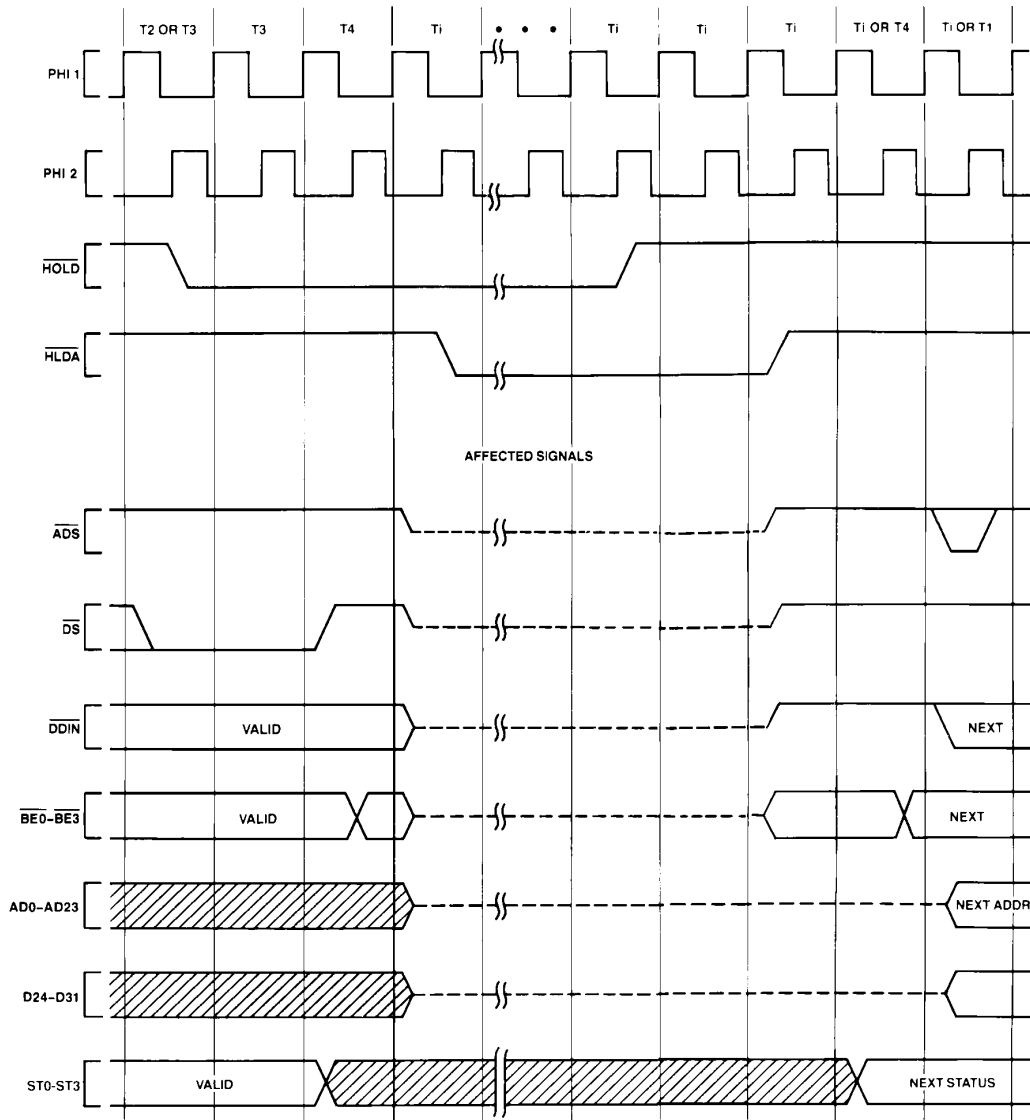 T2 OR T3 T3 T4 Ti • • • Ti Ti Ti Ti OR T4 Ti OR T1
PHI 1
PHI 2
HOLD
HLDA
AFFECTED SIGNALS
ADS
DS
DDIN VALID NEXT
BE0–BE3 VALID NEXT
AD0–AD23 NEXT ADDR
D24–D31
ST0-ST3 VALID NEXT STATUS